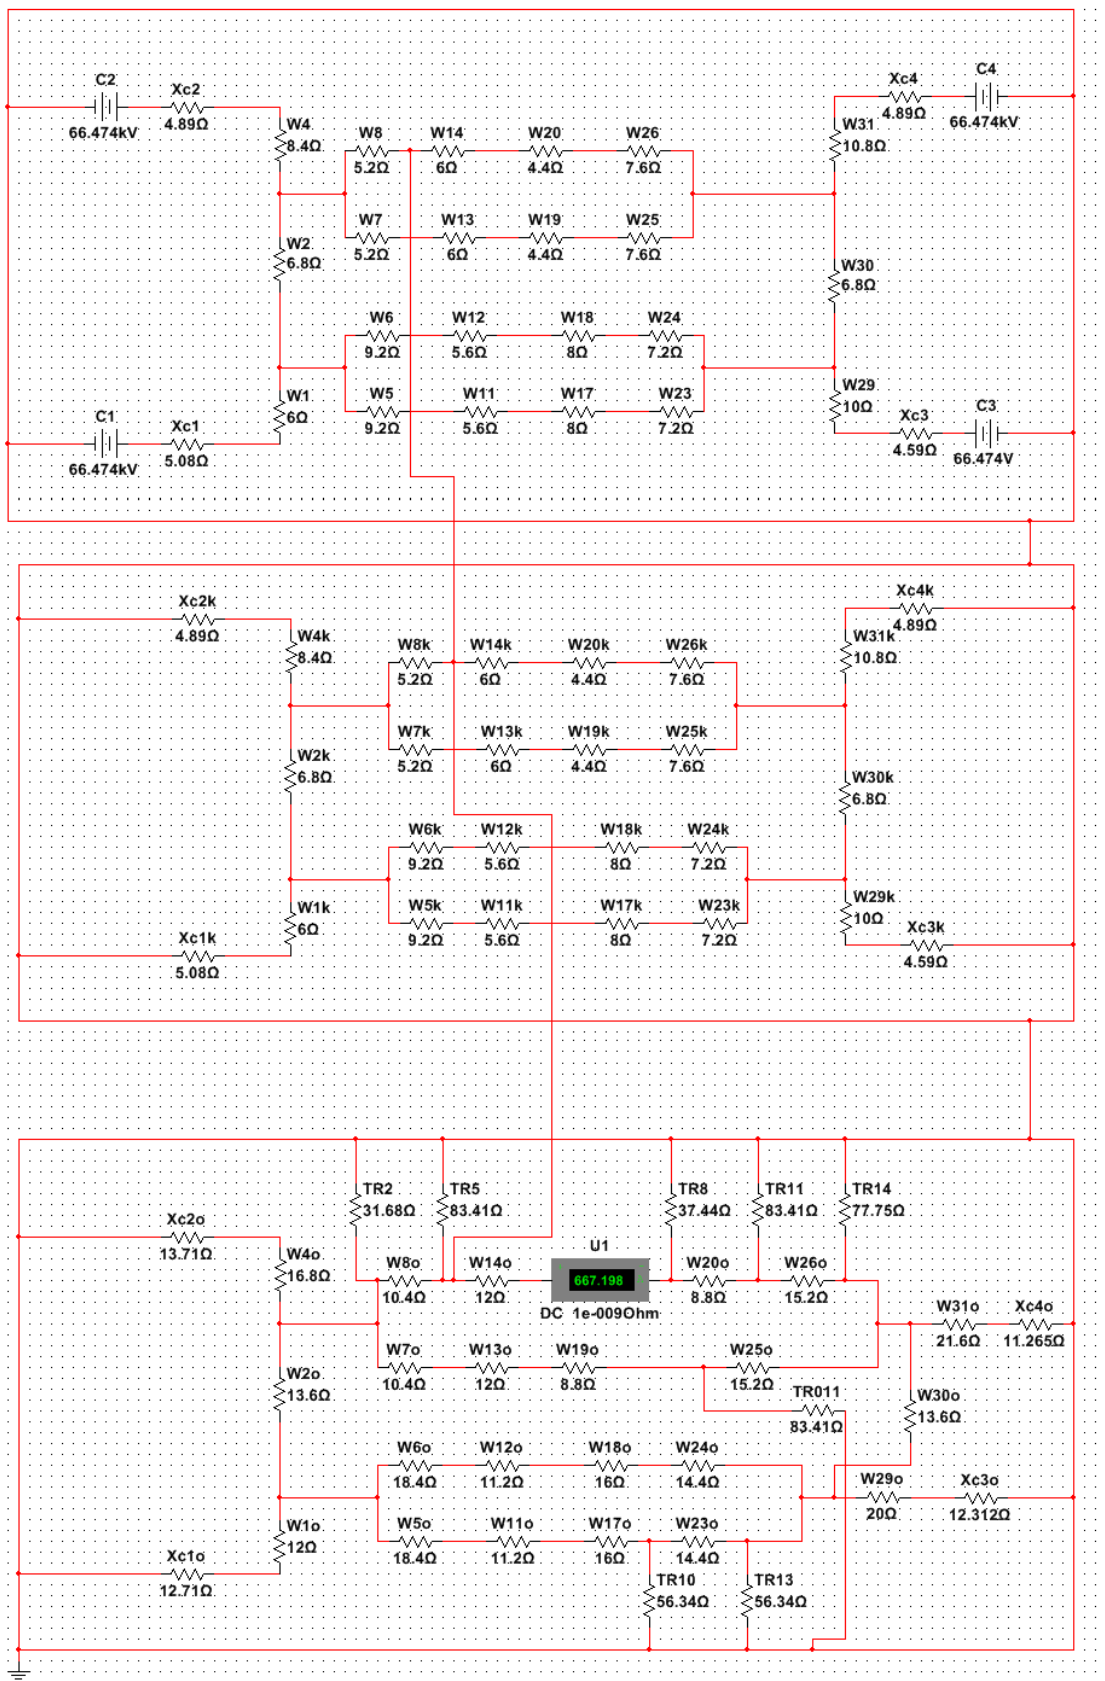 C2
66.474kV
Xc2
4.89Ω
W4
8.4Ω
W8
5.2Ω
W14
6Ω
W20
4.4Ω
W26
7.6Ω
Xc4
4.89Ω
C4
66.474kV
W31
10.8Ω
W7
5.2Ω
W13
6Ω
W19
4.4Ω
W25
7.6Ω
W2
6.8Ω
W30
6.8Ω
W6
9.2Ω
W12
5.6Ω
W18
8Ω
W24
7.2Ω
W5
9.2Ω
W11
5.6Ω
W17
8Ω
W23
7.2Ω
W1
6Ω
W29
10Ω
C1
66.474kV
Xc1
5.08Ω
Xc3
4.59Ω
C3
66.474V
Xc2k
4.89Ω
W4k
8.4Ω
W8k
5.2Ω
W14k
6Ω
W20k
4.4Ω
W26k
7.6Ω
Xc4k
4.89Ω
W31k
10.8Ω
W7k
5.2Ω
W13k
6Ω
W19k
4.4Ω
W25k
7.6Ω
W2k
6.8Ω
W30k
6.8Ω
W6k
9.2Ω
W12k
5.6Ω
W18k
8Ω
W24k
7.2Ω
W5k
9.2Ω
W11k
5.6Ω
W17k
8Ω
W23k
7.2Ω
W1k
6Ω
W29k
10Ω
Xc1k
5.08Ω
Xc3k
4.59Ω
TR2
31.68Ω
TR5
83.41Ω
TR8
37.44Ω
TR11
83.41Ω
TR14
77.75Ω
Xc2o
13.71Ω
W4o
16.8Ω
W8o
10.4Ω
W14o
12Ω
U1
667.198
DC 1e-009Ohm
W20o
8.8Ω
W26o
15.2Ω
W31o
21.6Ω
Xc4o
11.265Ω
W7o
10.4Ω
W13o
12Ω
W19o
8.8Ω
W25o
15.2Ω
TR011
83.41Ω
W2o
13.6Ω
W30o
13.6Ω
W6o
18.4Ω
W12o
11.2Ω
W18o
16Ω
W24o
14.4Ω
W29o
20Ω
Xc3o
12.312Ω
W5o
18.4Ω
W11o
11.2Ω
W17o
16Ω
W23o
14.4Ω
W1o
12Ω
Xc1o
12.71Ω
TR10
56.34Ω
TR13
56.34Ω